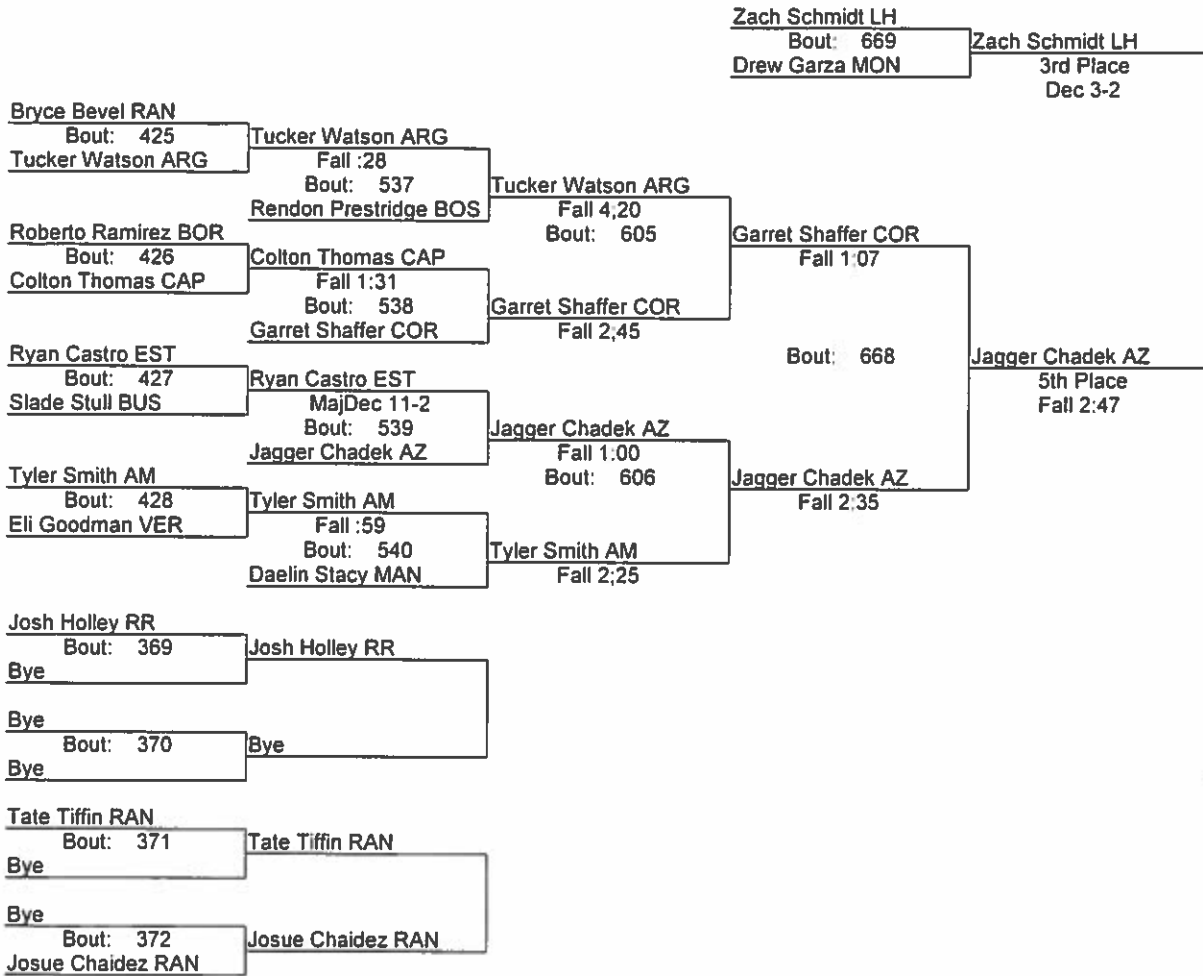 Zach Schmidt LH
Bout: 669
Drew Garza MON
Zach Schmidt LH
3rd Place
Dec 3-2
Bryce Bevel RAN
Bout: 425
Tucker Watson ARG
Tucker Watson ARG
Fall :28
Bout: 537
Rendon Prestridge BOS
Tucker Watson ARG
Fall 4;20
Bout: 605
Roberto Ramirez BOR
Bout: 426
Colton Thomas CAP
Colton Thomas CAP
Fall 1:31
Bout: 538
Garret Shaffer COR
Garret Shaffer COR
Fall 2;45
Garret Shaffer COR
Fall 1:07
Bout: 668
Jagger Chadek AZ
5th Place
Fall 2:47
Ryan Castro EST
Bout: 427
Slade Stull BUS
Ryan Castro EST
MajDec 11-2
Bout: 539
Jagger Chadek AZ
Jagger Chadek AZ
Fall 1:00
Bout: 606
Jagger Chadek AZ
Fall 2:35
Tyler Smith AM
Bout: 428
Eli Goodman VER
Tyler Smith AM
Fall :59
Bout: 540
Daelin Stacy MAN
Tyler Smith AM
Fall 2;25
Josh Holley RR
Bout: 369
Bye
Josh Holley RR
Bye
Bout: 370
Bye
Bye
Tate Tiffin RAN
Bout: 371
Bye
Tate Tiffin RAN
Bye
Bout: 372
Josue Chaidez RAN
Josue Chaidez RAN